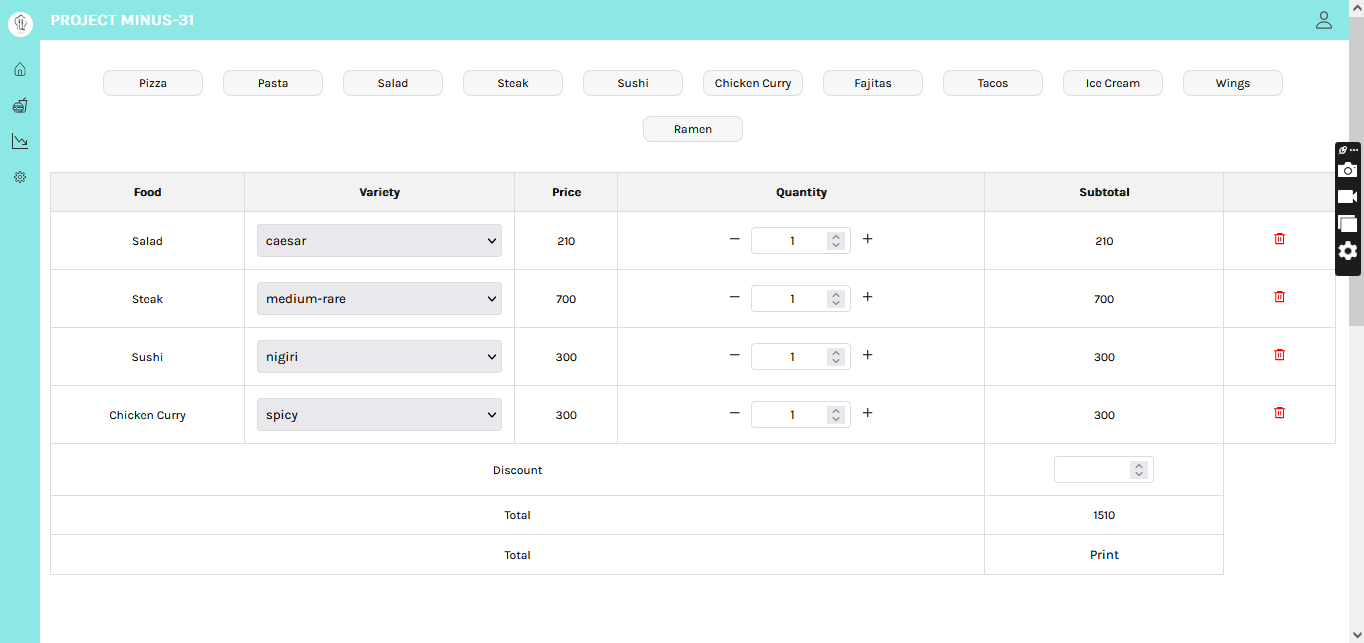 PROJECT MINUS-31
Pizza Pasta Salad Steak Sushi Chicken Curry Fajitas Tacos Ice Cream Wings
Ramen
Food Variety Price Quantity Subtotal
Salad caesar 210 − 1 + 210
Steak medium-rare 700 − 1 + 700
Sushi nigiri 300 − 1 + 300
Chicken Curry spicy 300 − 1 + 300
Discount
Total 1510
Total Print